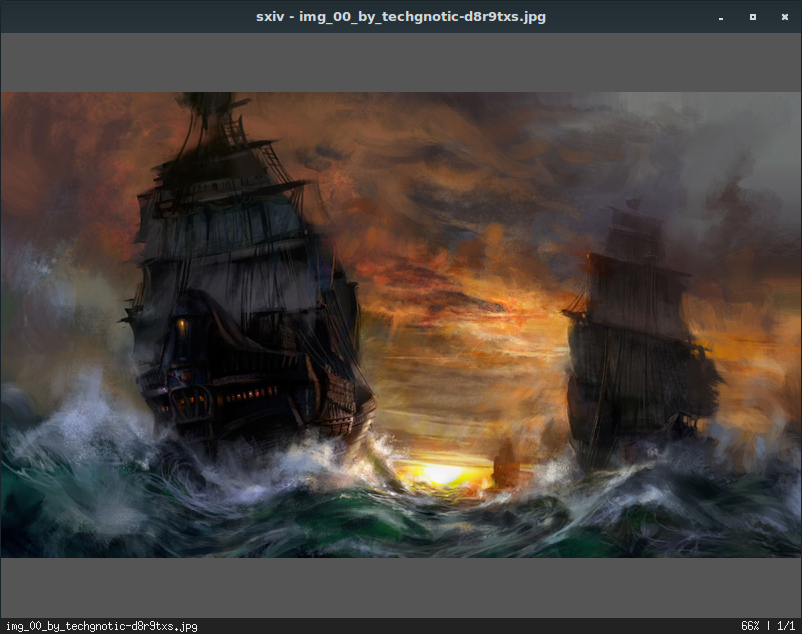 sxiv - img_00_by_techgnotic-d8r9txs.jpg
img_00_by_techgnotic-d8r9txs.jpg
66% | 1/1